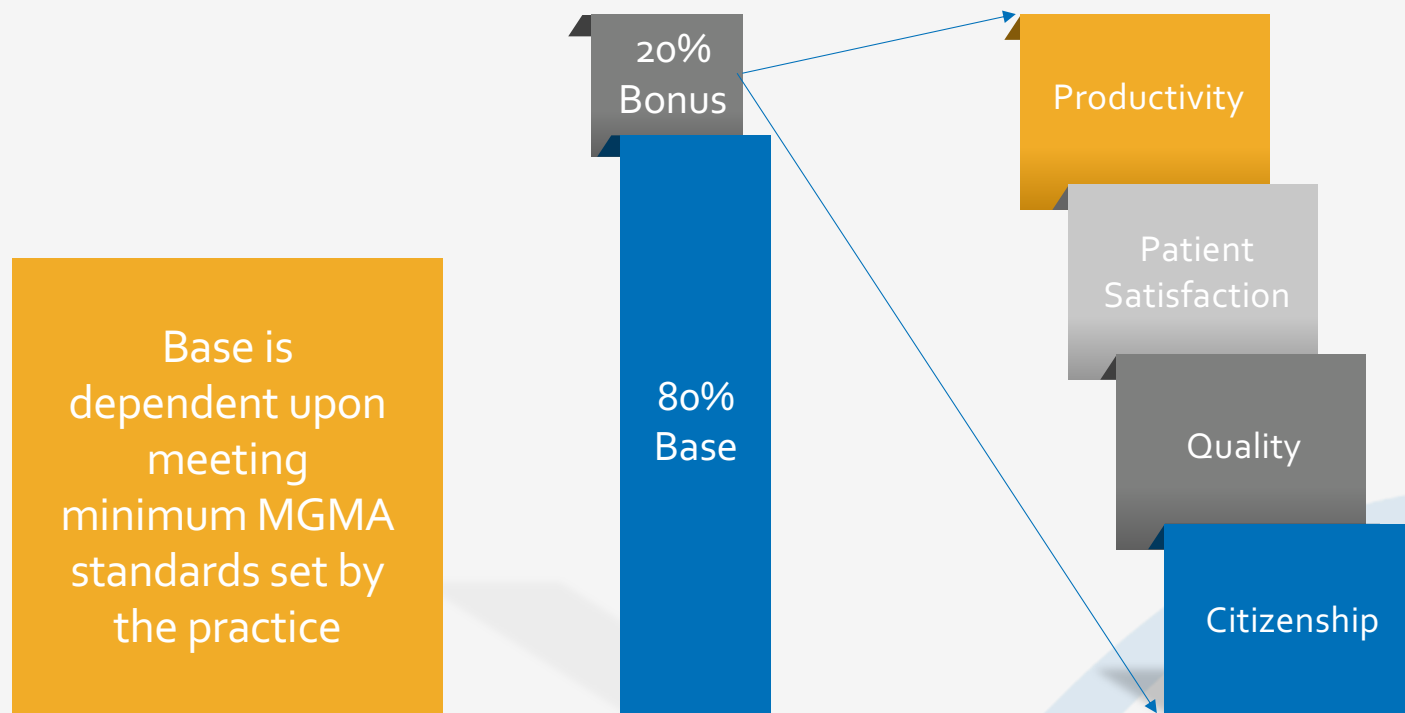 20%
Bonus
80%
Base
Base is
dependent upon
meeting
minimum MGMA
standards set by
the practice
Productivity
Patient
Satisfaction
Quality
Citizenship